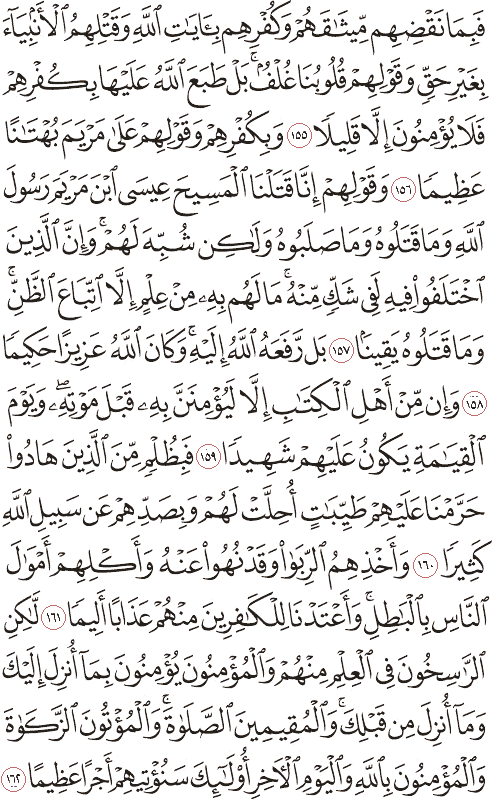 فَبِمَا نَقْضِهِم مِّيثَٰقَهُمْ وَكُفْرِهِم بِـَٔايَٰتِ ٱللَّهِ وَقَتْلِهِمُ ٱلْأَنۢبِيَآءَ
بِغَيْرِ حَقٍّ وَقَوْلِهِمْ قُلُوبُنَا غُلْفٌۢ ۚ بَلْ طَبَعَ ٱللَّهُ عَلَيْهَا بِكُفْرِهِمْ
فَلَا يُؤْمِنُونَ إِلَّا قَلِيلًا ١٥٥ وَبِكُفْرِهِمْ وَقَوْلِهِمْ عَلَىٰ مَرْيَمَ بُهْتَٰنًا
عَظِيمًا ١٥٦ وَقَوْلِهِمْ إِنَّا قَتَلْنَا ٱلْمَسِيحَ عِيسَى ٱبْنَ مَرْيَمَ رَسُولَ
ٱللَّهِ وَمَا قَتَلُوهُ وَمَا صَلَبُوهُ وَلَٰكِن شُبِّهَ لَهُمْ ۚ وَإِنَّ ٱلَّذِينَ
ٱخْتَلَفُوا۟ فِيهِ لَفِى شَكٍّ مِّنْهُ ۚ مَا لَهُم بِهِۦ مِنْ عِلْمٍ إِلَّا ٱتِّبَاعَ ٱلظَّنِّ ۚ
وَمَا قَتَلُوهُ يَقِينًۢا ١٥٧ بَل رَّفَعَهُ ٱللَّهُ إِلَيْهِ ۚ وَكَانَ ٱللَّهُ عَزِيزًا حَكِيمًا
١٥٨ وَإِن مِّنْ أَهْلِ ٱلْكِتَٰبِ إِلَّا لَيُؤْمِنَنَّ بِهِۦ قَبْلَ مَوْتِهِۦ ۖ وَيَوْمَ
ٱلْقِيَٰمَةِ يَكُونُ عَلَيْهِمْ شَهِيدًا ١٥٩ فَبِظُلْمٍ مِّنَ ٱلَّذِينَ هَادُوا۟
حَرَّمْنَا عَلَيْهِمْ طَيِّبَٰتٍ أُحِلَّتْ لَهُمْ وَبِصَدِّهِمْ عَن سَبِيلِ ٱللَّهِ
كَثِيرًا ١٦٠ وَأَخْذِهِمُ ٱلرِّبَوٰا۟ وَقَدْ نُهُوا۟ عَنْهُ وَأَكْلِهِمْ أَمْوَٰلَ
ٱلنَّاسِ بِٱلْبَٰطِلِ ۚ وَأَعْتَدْنَا لِلْكَٰفِرِينَ مِنْهُمْ عَذَابًا أَلِيمًا ١٦١ لَّٰكِنِ
ٱلرَّٰسِخُونَ فِى ٱلْعِلْمِ مِنْهُمْ وَٱلْمُؤْمِنُونَ يُؤْمِنُونَ بِمَآ أُنزِلَ إِلَيْكَ
وَمَآ أُنزِلَ مِن قَبْلِكَ ۚ وَٱلْمُقِيمِينَ ٱلصَّلَوٰةَ ۚ وَٱلْمُؤْتُونَ ٱلزَّكَوٰةَ
وَٱلْمُؤْمِنُونَ بِٱللَّهِ وَٱلْيَوْمِ ٱلْـَٔاخِرِ أُو۟لَٰٓئِكَ سَنُؤْتِيهِمْ أَجْرًا عَظِيمًا ١٦٢